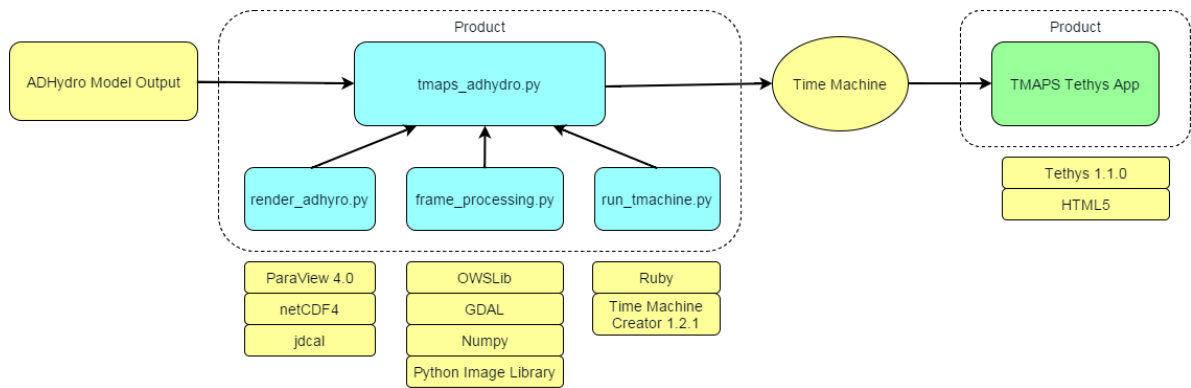 Product
Product
ADHydro Model Output
tmaps_adhydro.py
Time Machine
TMAPS Tethys App
render_adhyro.py
frame_processing.py
run_tmachine.py
Tethys 1.1.0
HTML5
ParaView 4.0
netCDF4
jdcal
OWSLib
GDAL
Numpy
Python Image Library
Ruby
Time Machine
Creator 1.2.1